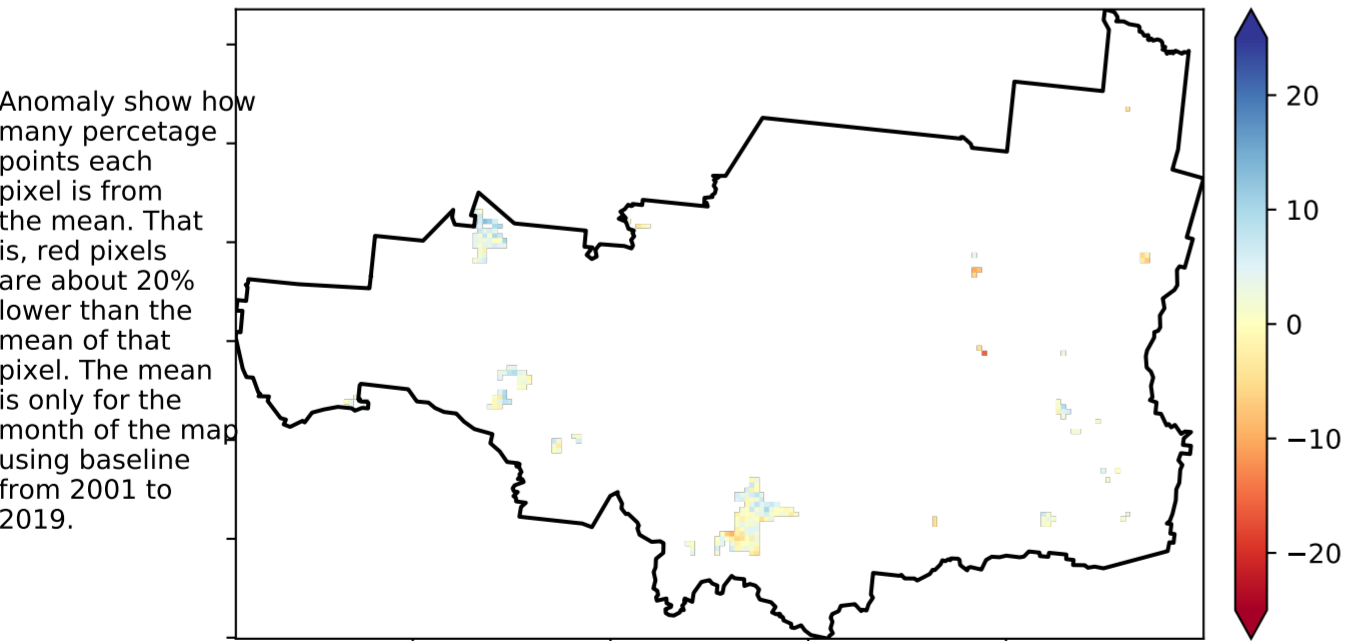 Anomaly show how
many percetage
points each
pixel is from
the mean. That
is, red pixels
are about 20%
lower than the
mean of that
pixel. The mean
is only for the
month of the map
using baseline
from 2001 to
2019.
20
10
0
−10
−20